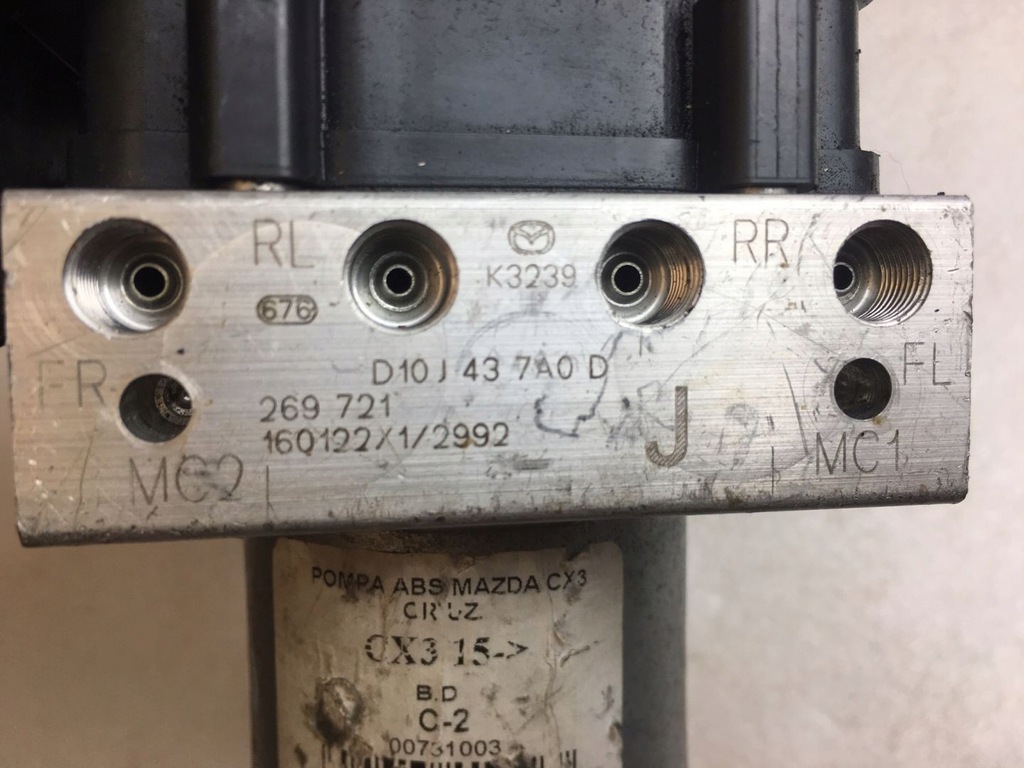 RL
RR
K3239
676
FR
D10J 43 7A0 D
FL
269 721
J
160122X1/2992
MC2
MC1
POMPA ABS MAZDA CX3
CX3 15->
B.D
C-2
00731003